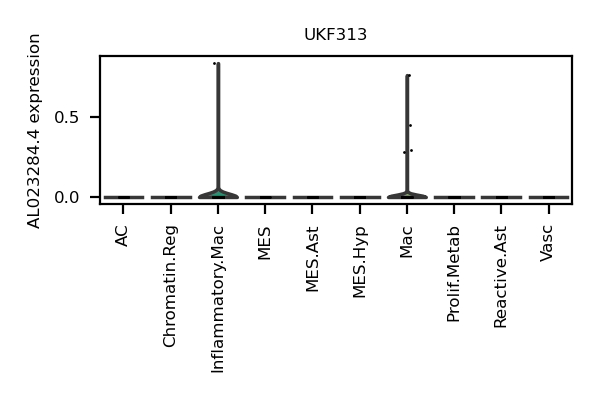 UKF313
AL023284.4 expression
0.5
0.0
AC
Chromatin.Reg
Inflammatory.Mac
MES
MES.Ast
MES.Hyp
Mac
Prolif.Metab
Reactive.Ast
Vasc